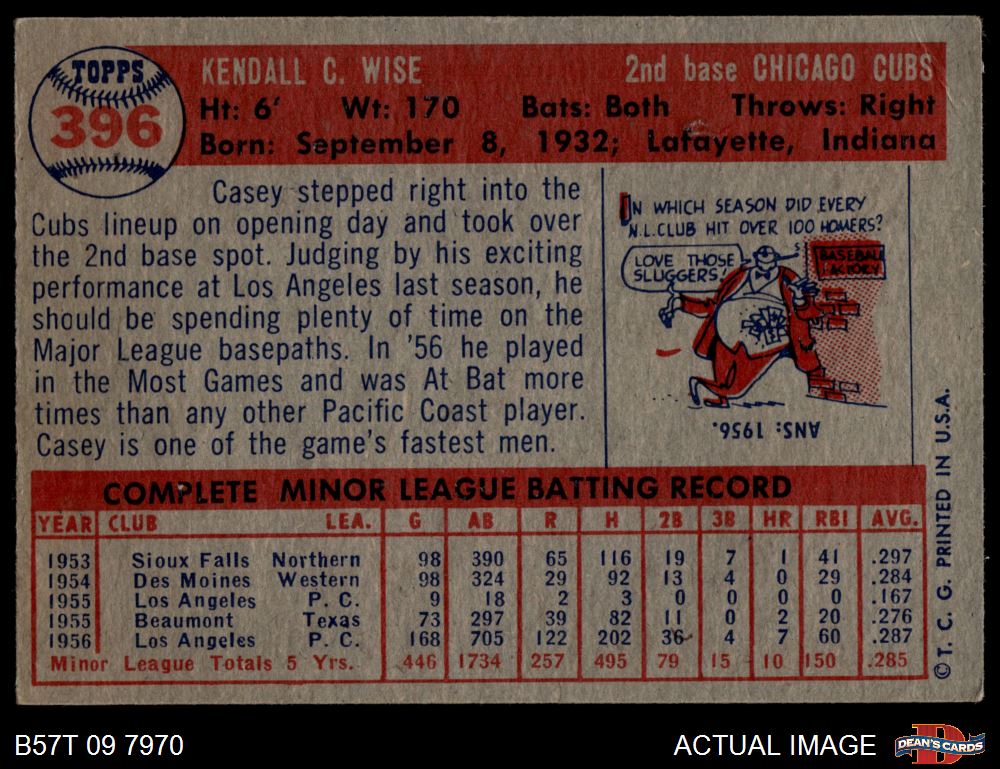 TOPPS
396
KENDALL C. WISE 2nd base CHICAGO CUBS
Ht: 6' Wt: 170 Bats: Both Throws: Right
Born: September 8, 1932; Lafayette, Indiana
Casey stepped right into the
Cubs lineup on opening day and took over
the 2nd base spot. Judging by his exciting
performance at Los Angeles last season, he
should be spending plenty of time on the
Major League basepaths. In '56 he played
in the Most Games and was At Bat more
times than any other Pacific Coast player.
Casey is one of the game's fastest men.
IN WHICH SEASON DID EVERY
N.L. CLUB HIT OVER 100 HOMERS?
LOVE THOSE
SLUGGERS!
BASEBALL
FACTORY
ANS: 1956.
COMPLETE MINOR LEAGUE BATTING RECORD
YEAR CLUB LEA. G AB R H 2B 3B HR RBI AVG.
1953 Sioux Falls Northern 98 390 65 116 19 7 1 41 .297
1954 Des Moines Western 98 324 29 92 13 4 0 29 .284
1955 Los Angeles P. C. 9 18 2 3 0 0 0 0 .167
1955 Beaumont Texas 73 297 39 82 11 0 2 20 .276
1956 Los Angeles P. C. 168 705 122 202 36 4 7 60 .287
Minor League Totals 5 Yrs. 446 1734 257 495 79 15 10 150 .285
©T. C. G. PRINTED IN U.S.A.
B57T 09 7970
ACTUAL IMAGE
DEAN'S CARDS